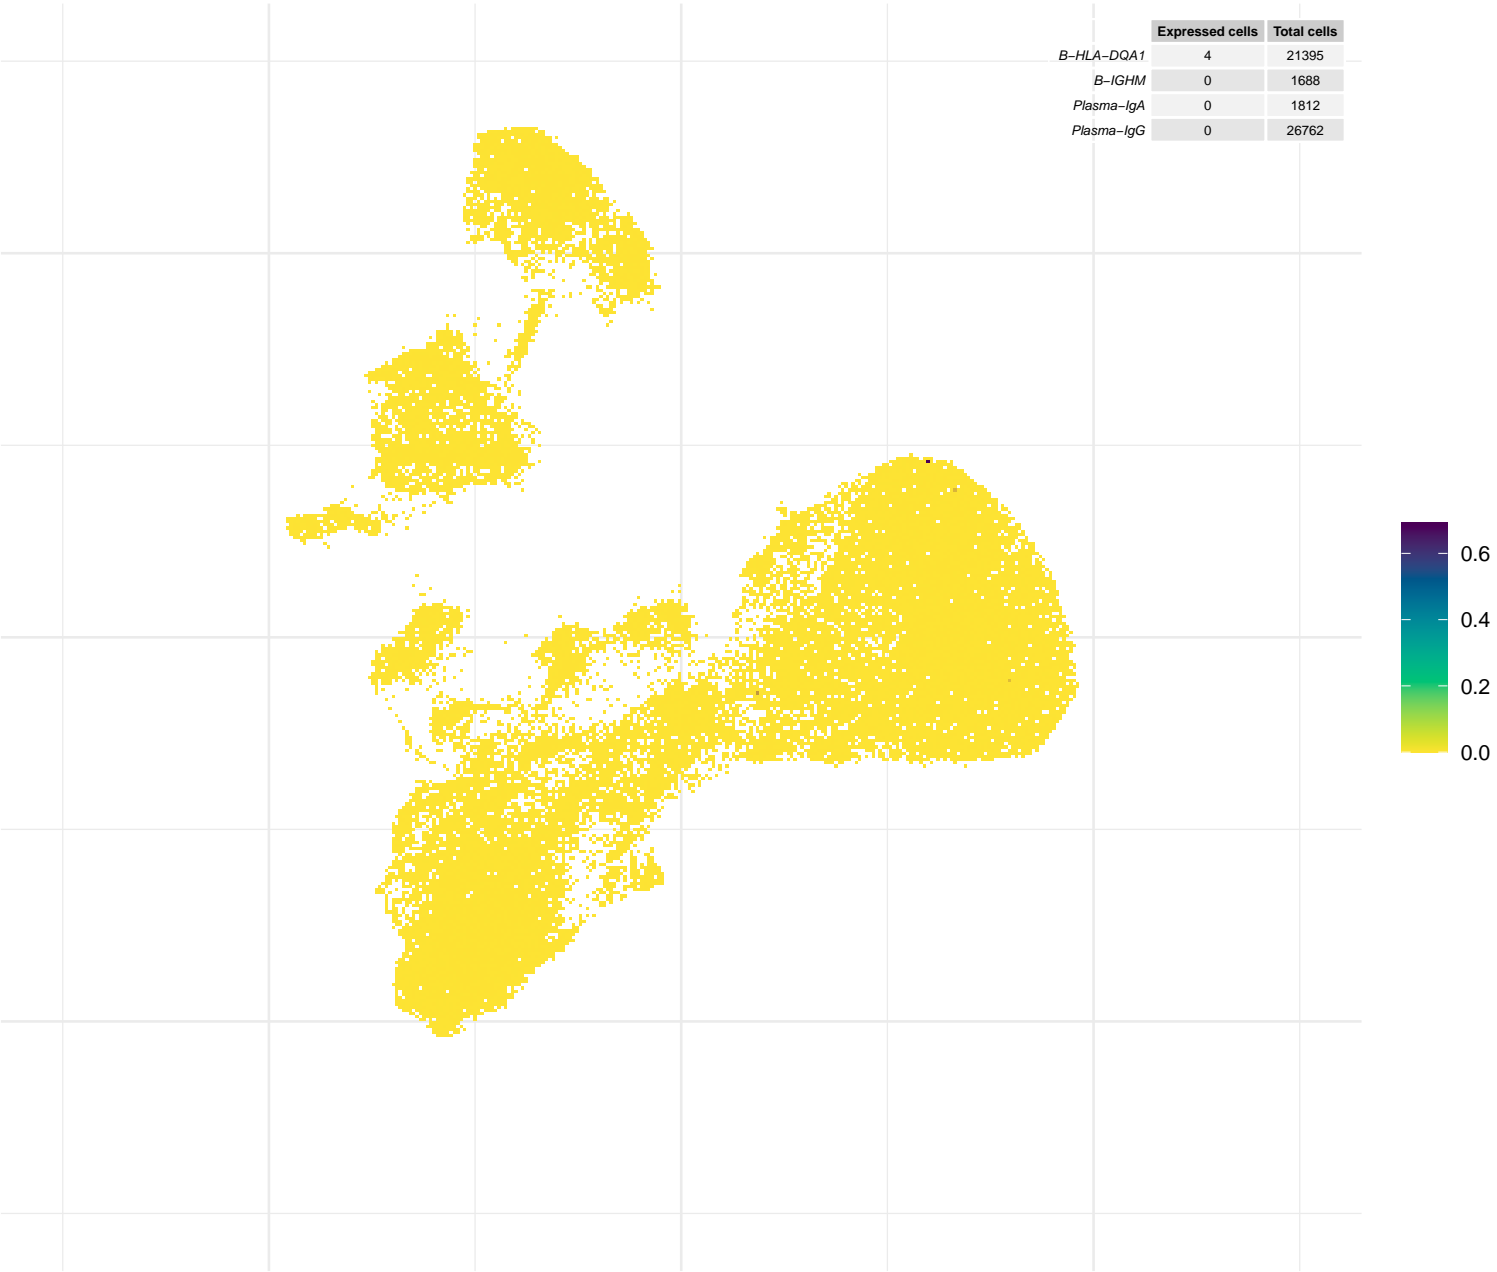 Expressed cells Total cells
B−HLA−DQA1 4 21395
B−IGHM 0 1688
Plasma−IgA 0 1812
Plasma−IgG 0 26762
0.6
0.4
0.2
0.0